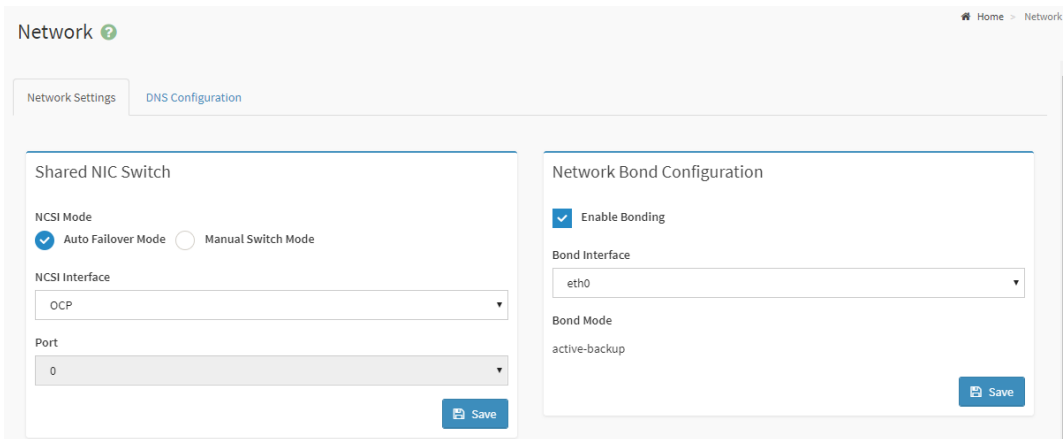 Network
Home > Network
Network Settings
DNS Configuration
Shared NIC Switch
NCSI Mode
Auto Failover Mode
Manual Switch Mode
NCSI Interface
OCP
Port
0
Save
Network Bond Configuration
Enable Bonding
Bond Interface
eth0
Bond Mode
active-backup
Save